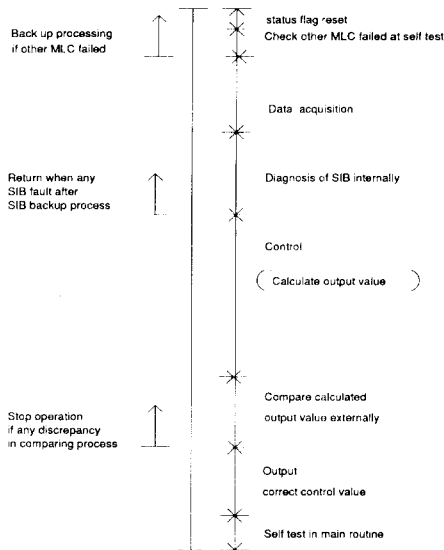 Back up processing
if other MLC failed
status flag reset
Check other MLC failed at self test
Data acquisition
Return when any
SIB fault after
SIB backup process
Diagnosis of SIB internally
Control
( Calculate output value )
Stop operation
if any discrepancy
in comparing process
Compare calculated
output value externally
Output
correct control value
Self test in main routine